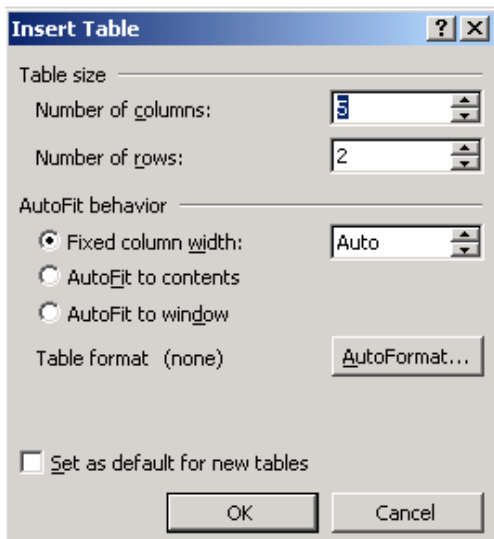 Insert Table ? X
Table size
Number of columns: 5
Number of rows: 2
AutoFit behavior
Fixed column width: Auto
AutoFit to contents
AutoFit to window
Table format (none) AutoFormat...
Set as default for new tables
OK Cancel